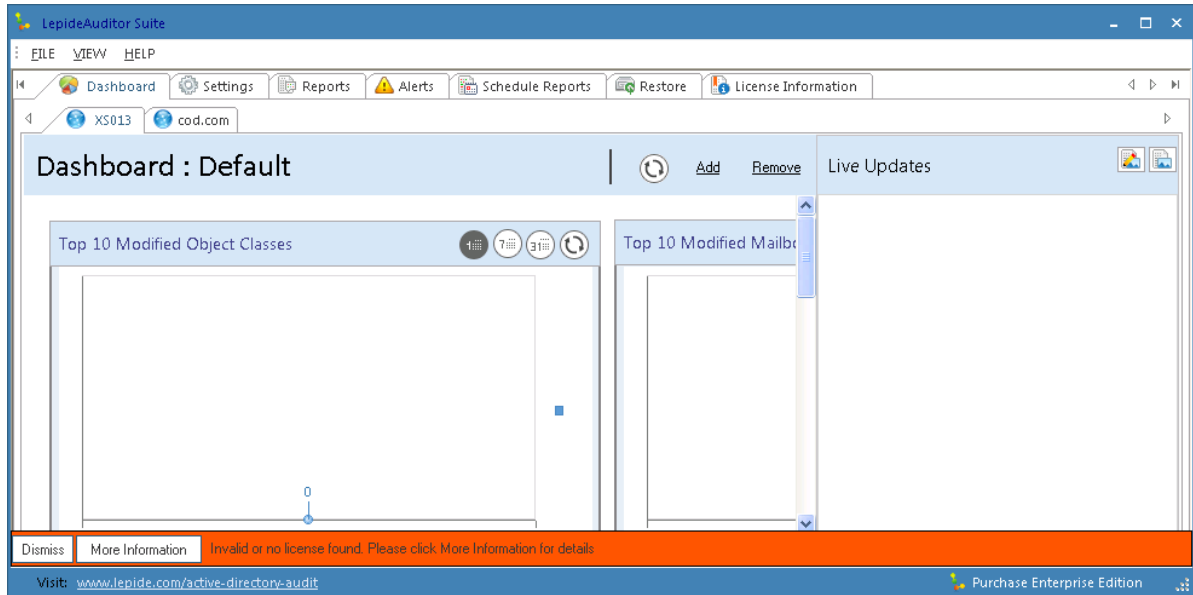 LepideAuditor Suite
FILE VIEW HELP
Dashboard Settings Reports Alerts Schedule Reports Restore License Information
XS013 cod.com
Dashboard : Default Add Remove Live Updates
Top 10 Modified Object Classes 1 7 31 Top 10 Modified Mailbo
0
Dismiss More Information Invalid or no license found. Please click More Information for details
Visit: www.lepide.com/active-directory-audit Purchase Enterprise Edition